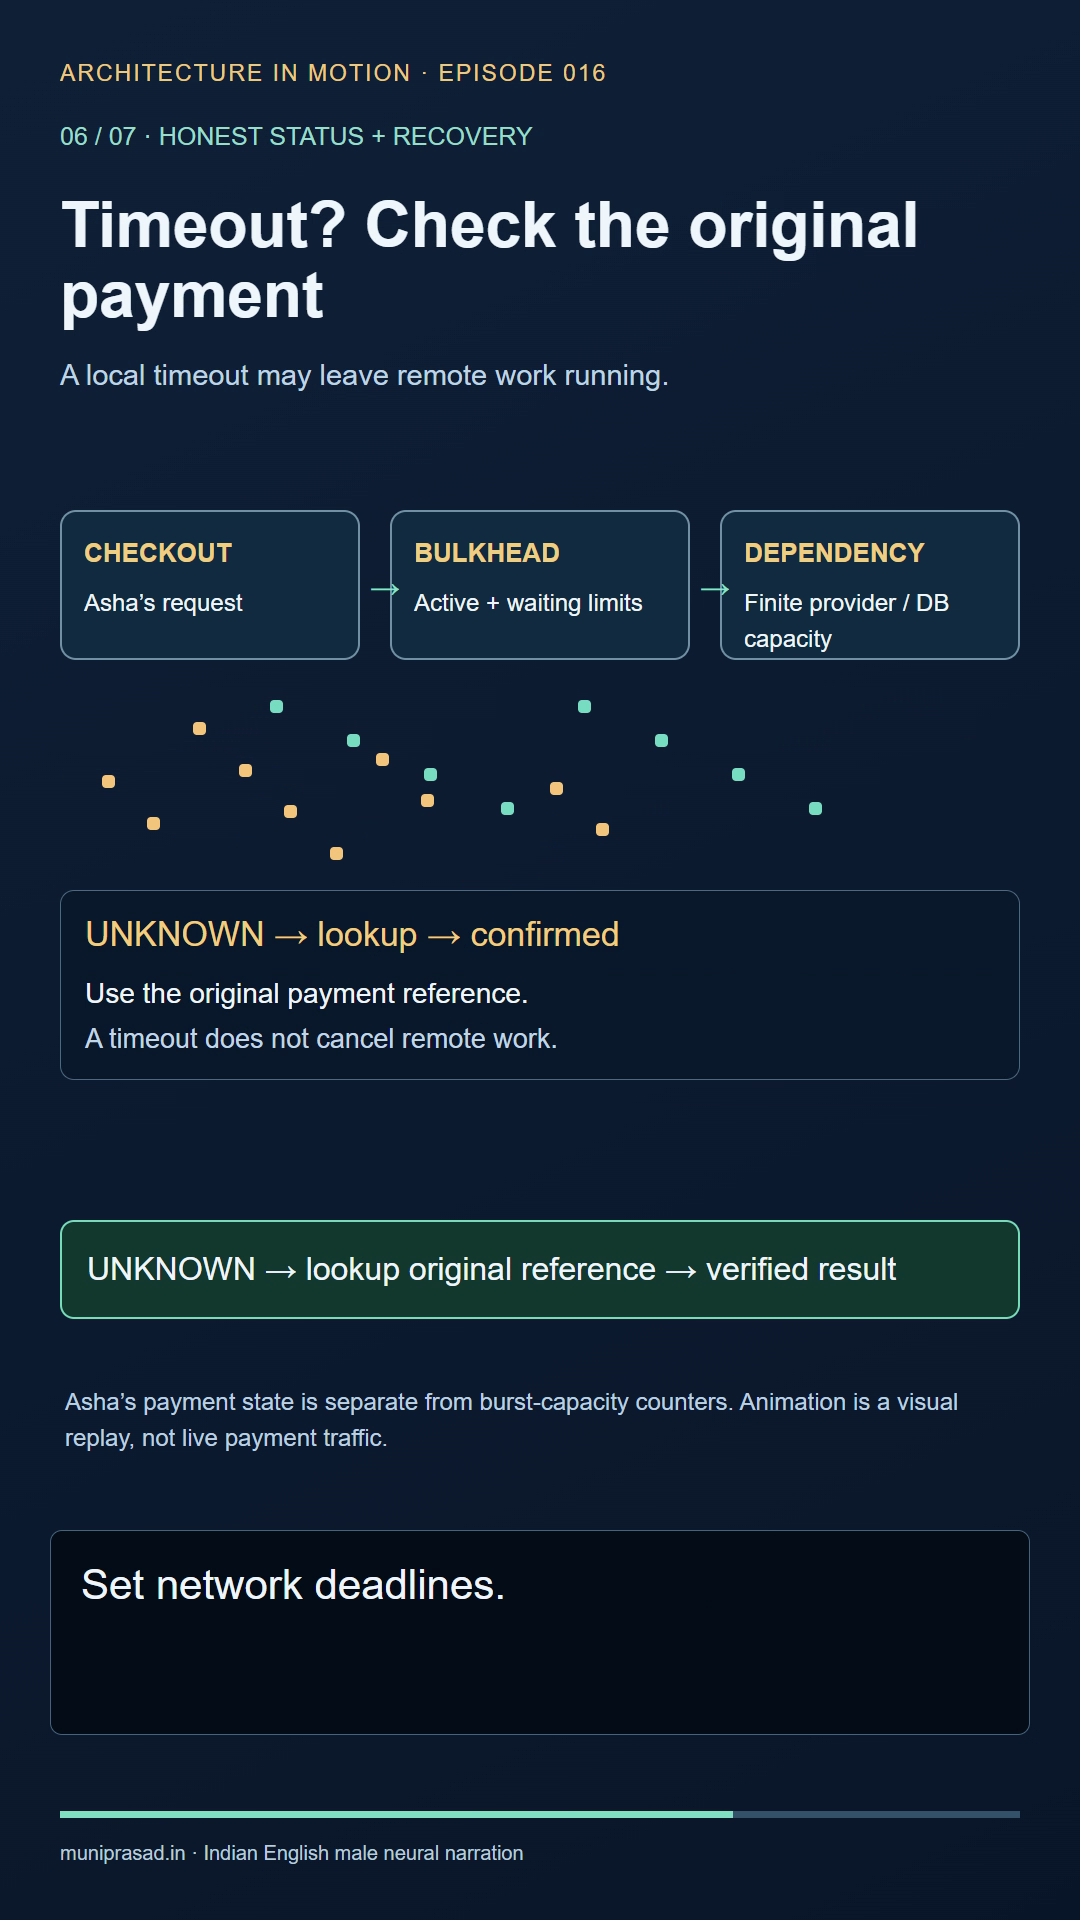 ARCHITECTURE IN MOTION · EPISODE 016
06 / 07 · HONEST STATUS + RECOVERY
Timeout? Check the original
payment
A local timeout may leave remote work running.
CHECKOUT
Asha’s request
→
BULKHEAD
Active + waiting limits
→
DEPENDENCY
Finite provider / DB
capacity
UNKNOWN → lookup → confirmed
Use the original payment reference.
A timeout does not cancel remote work.
UNKNOWN → lookup original reference → verified result
Asha’s payment state is separate from burst-capacity counters. Animation is a visual
replay, not live payment traffic.
Set network deadlines.
muniprasad.in · Indian English male neural narration